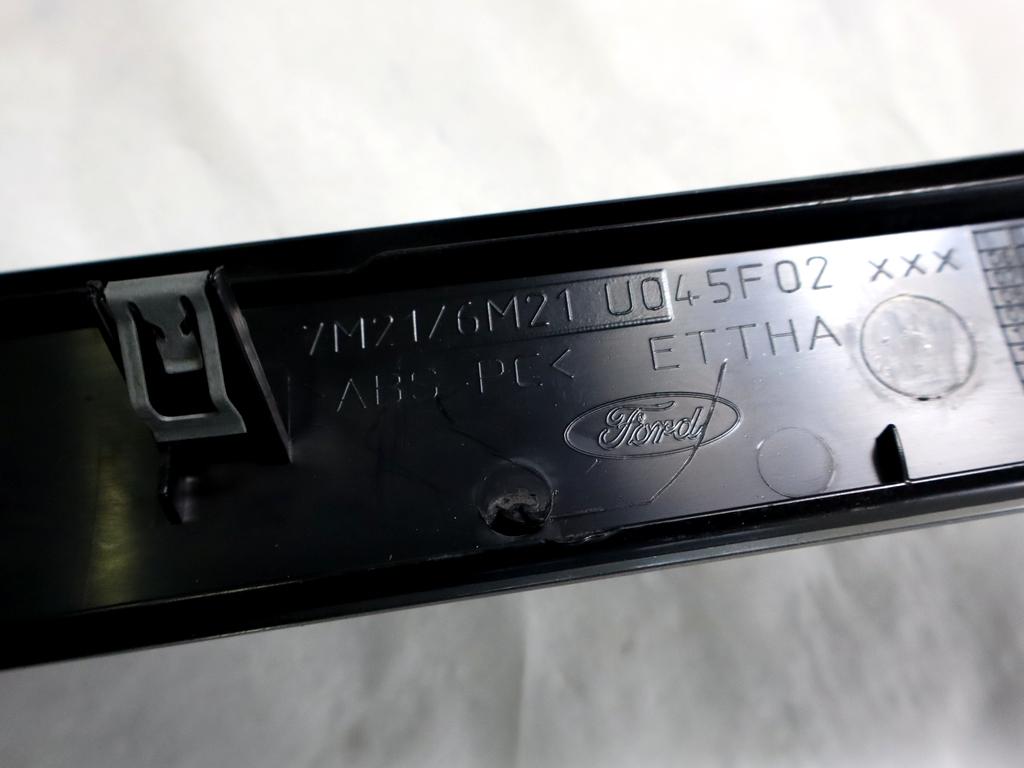 7M21/6M21 U045F02 xxx
ABS PC< ETTHA
Ford